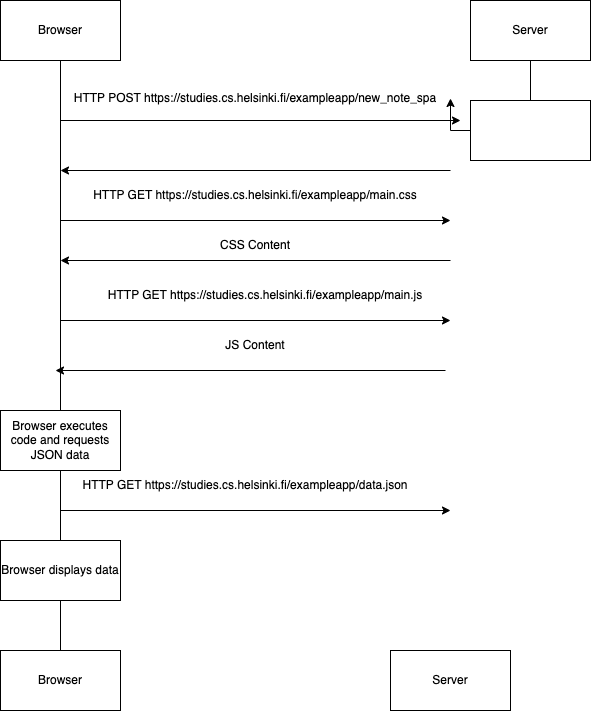 Browser
Server
HTTP POST https://studies.cs.helsinki.fi/exampleapp/new_note_spa
HTTP GET https://studies.cs.helsinki.fi/exampleapp/main.css
CSS Content
HTTP GET https://studies.cs.helsinki.fi/exampleapp/main.js
JS Content
Browser executes
code and requests
JSON data
HTTP GET https://studies.cs.helsinki.fi/exampleapp/data.json
Browser displays data
Browser
Server